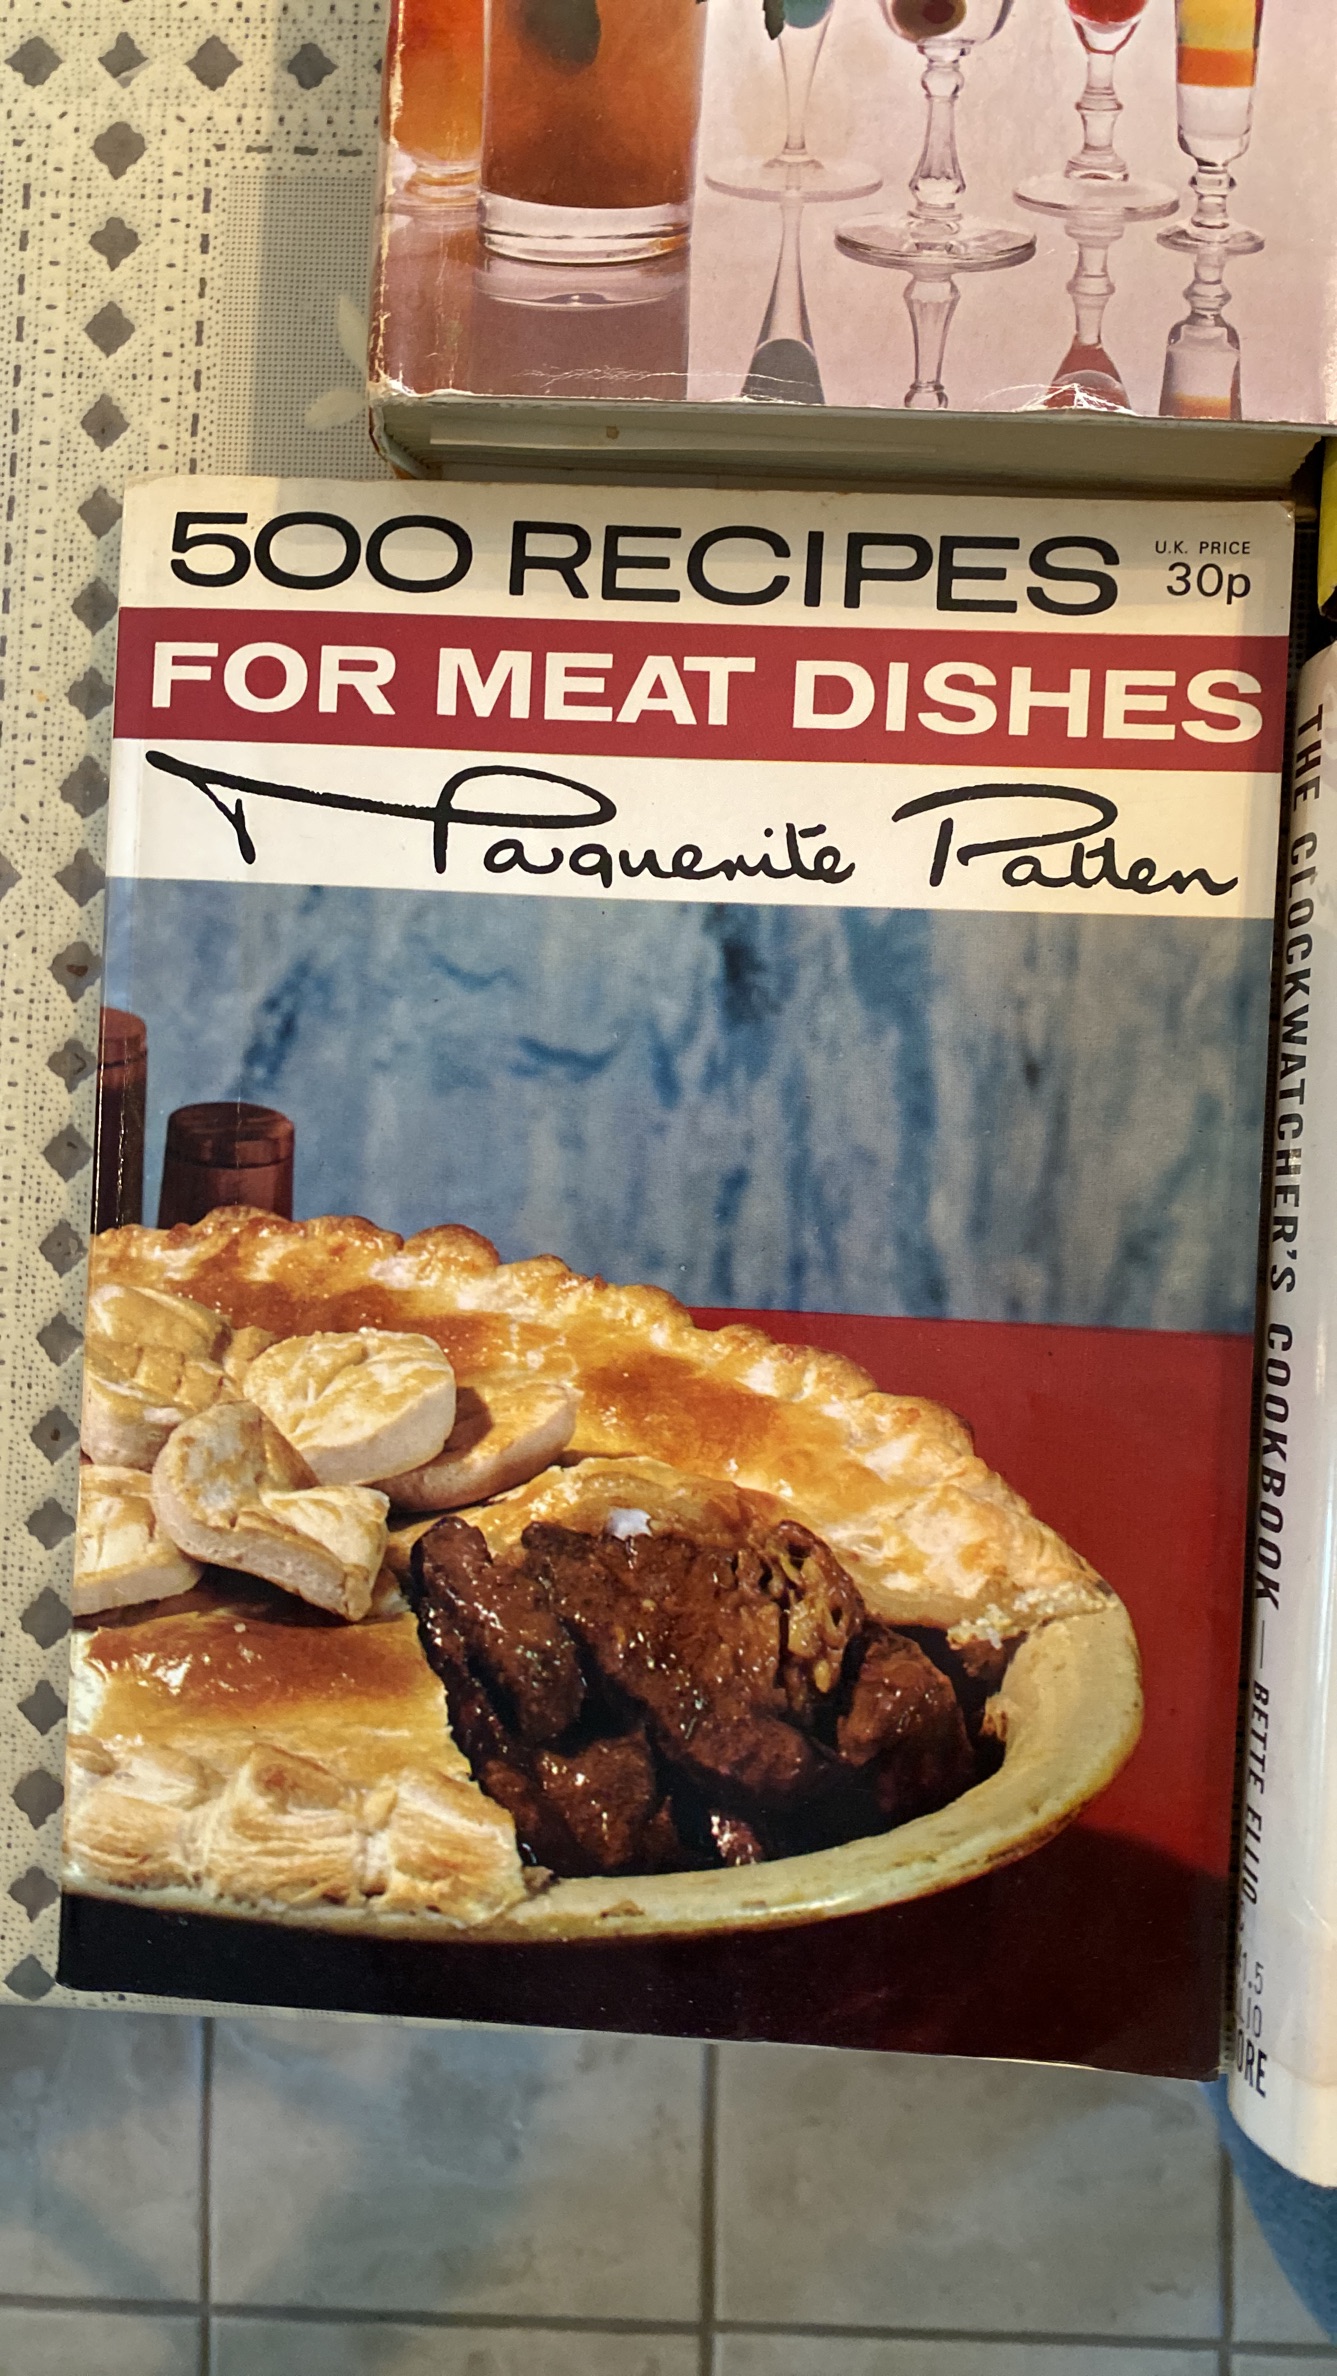 500 RECIPES
U.K. PRICE
30p
FOR MEAT DISHES
Marguerite Patten
THE CLOCKWATCHER'S COOKBOOK — BETTE